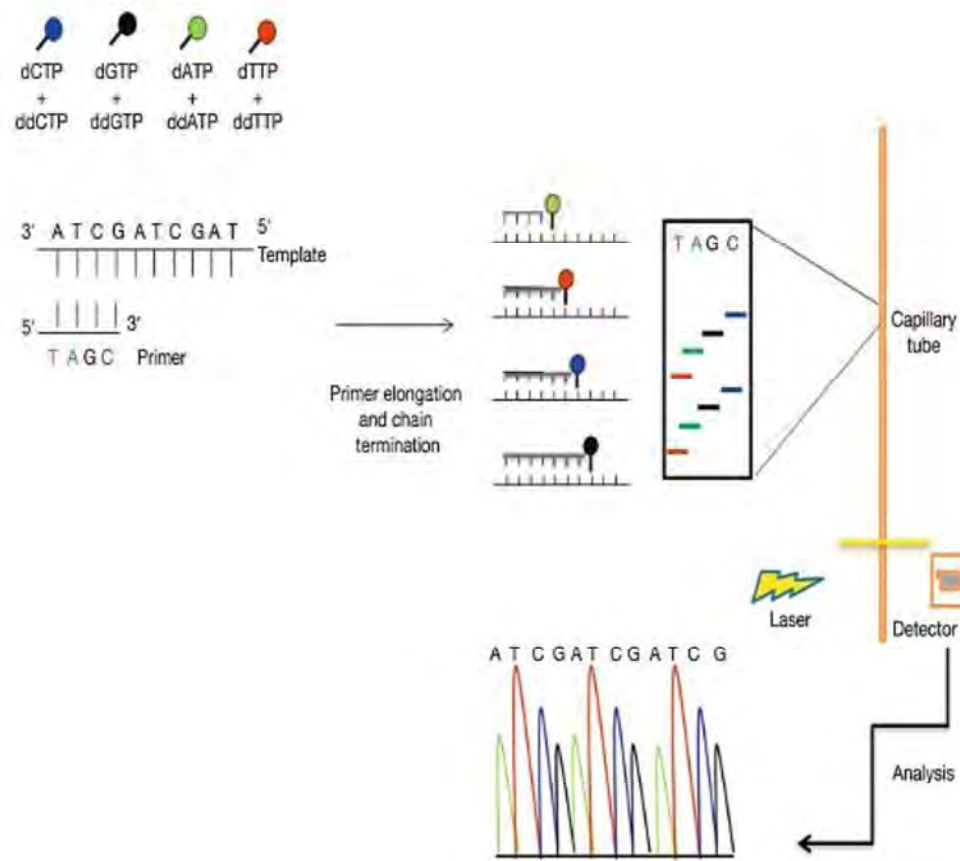 dCTP dGTP dATP dTTP
+ + + +
ddCTP ddGTP ddATP ddTTP
3′ A T C G A T C G A T 5′
Template
5′ 3′
T A G C Primer
Primer elongation
and chain
termination
T A G C
Capillary
tube
Laser
Detector
A T C G A T C G A T C G
Analysis